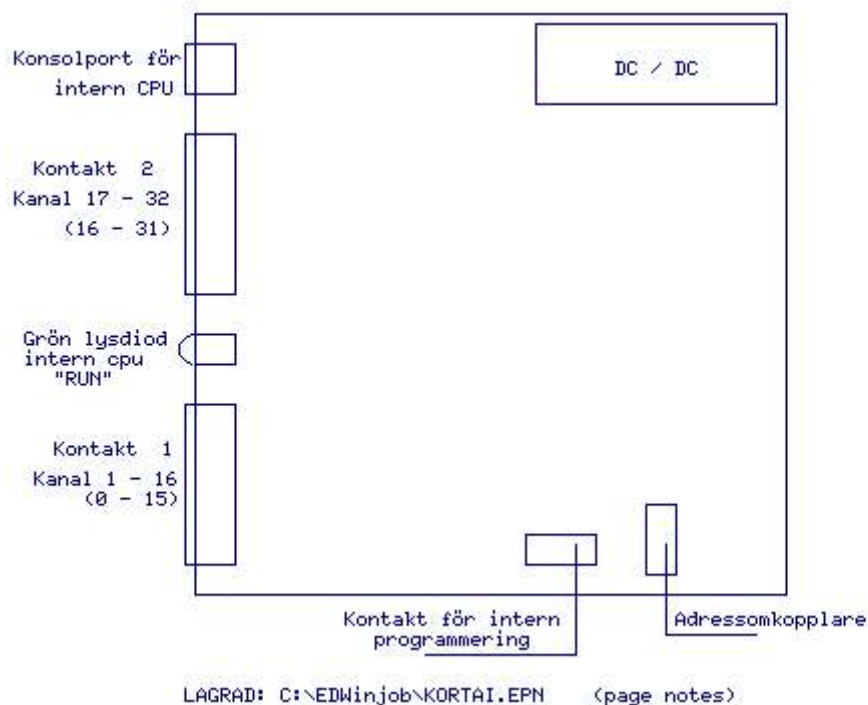 Konsolport för
intern CPU
DC / DC
Kontakt 2
Kanal 17 - 32
(16 - 31)
Grön lysdiod
intern cpu
"RUN"
Kontakt 1
Kanal 1 - 16
(0 - 15)
Kontakt för intern
programmering
Adressomkopplare
LAGRAD: C:\EDWinjob\KORTAI.EPN (page notes)